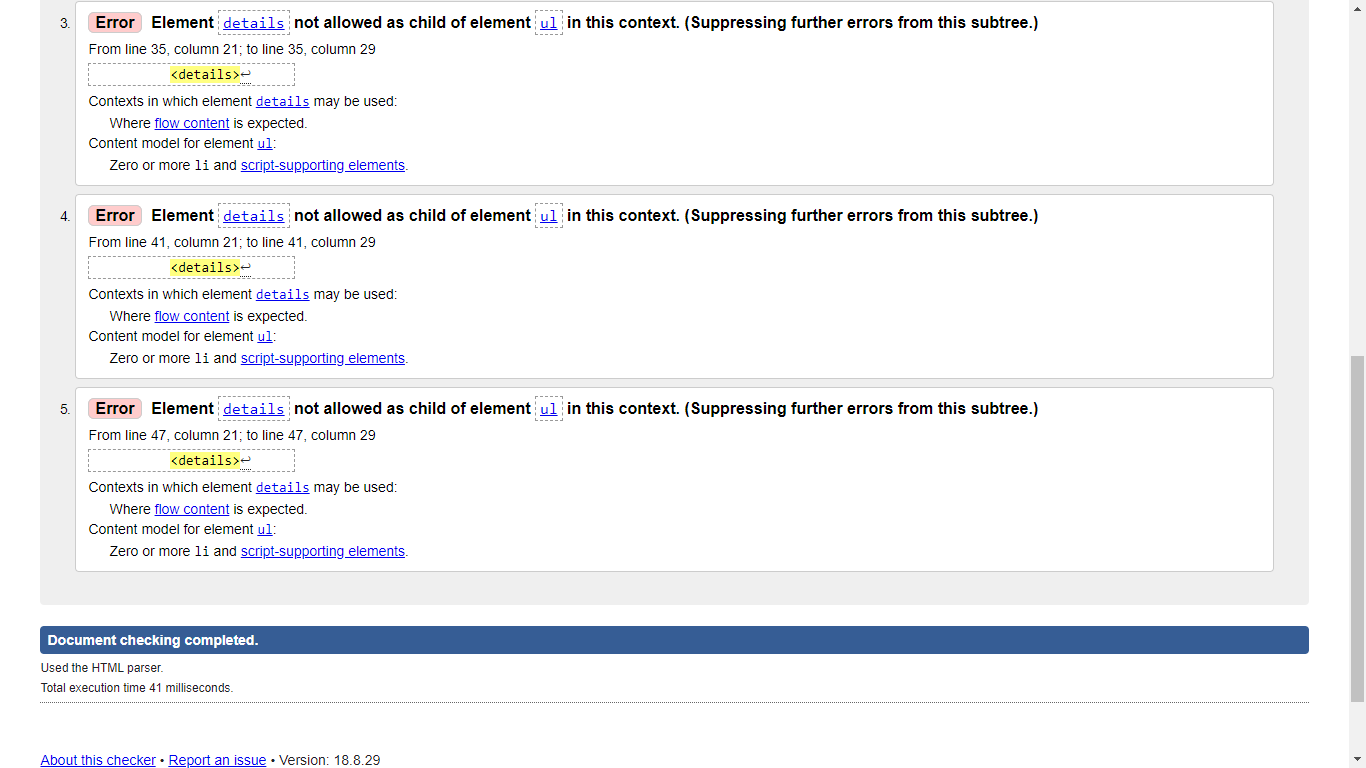 3. Error Element details not allowed as child of element ul in this context. (Suppressing further errors from this subtree.)
From line 35, column 21; to line 35, column 29
<details>↩
Contexts in which element details may be used:
Where flow content is expected.
Content model for element ul:
Zero or more li and script-supporting elements.
4. Error Element details not allowed as child of element ul in this context. (Suppressing further errors from this subtree.)
From line 41, column 21; to line 41, column 29
<details>↩
Contexts in which element details may be used:
Where flow content is expected.
Content model for element ul:
Zero or more li and script-supporting elements.
5. Error Element details not allowed as child of element ul in this context. (Suppressing further errors from this subtree.)
From line 47, column 21; to line 47, column 29
<details>↩
Contexts in which element details may be used:
Where flow content is expected.
Content model for element ul:
Zero or more li and script-supporting elements.
Document checking completed.
Used the HTML parser.
Total execution time 41 milliseconds.
About this checker • Report an issue • Version: 18.8.29